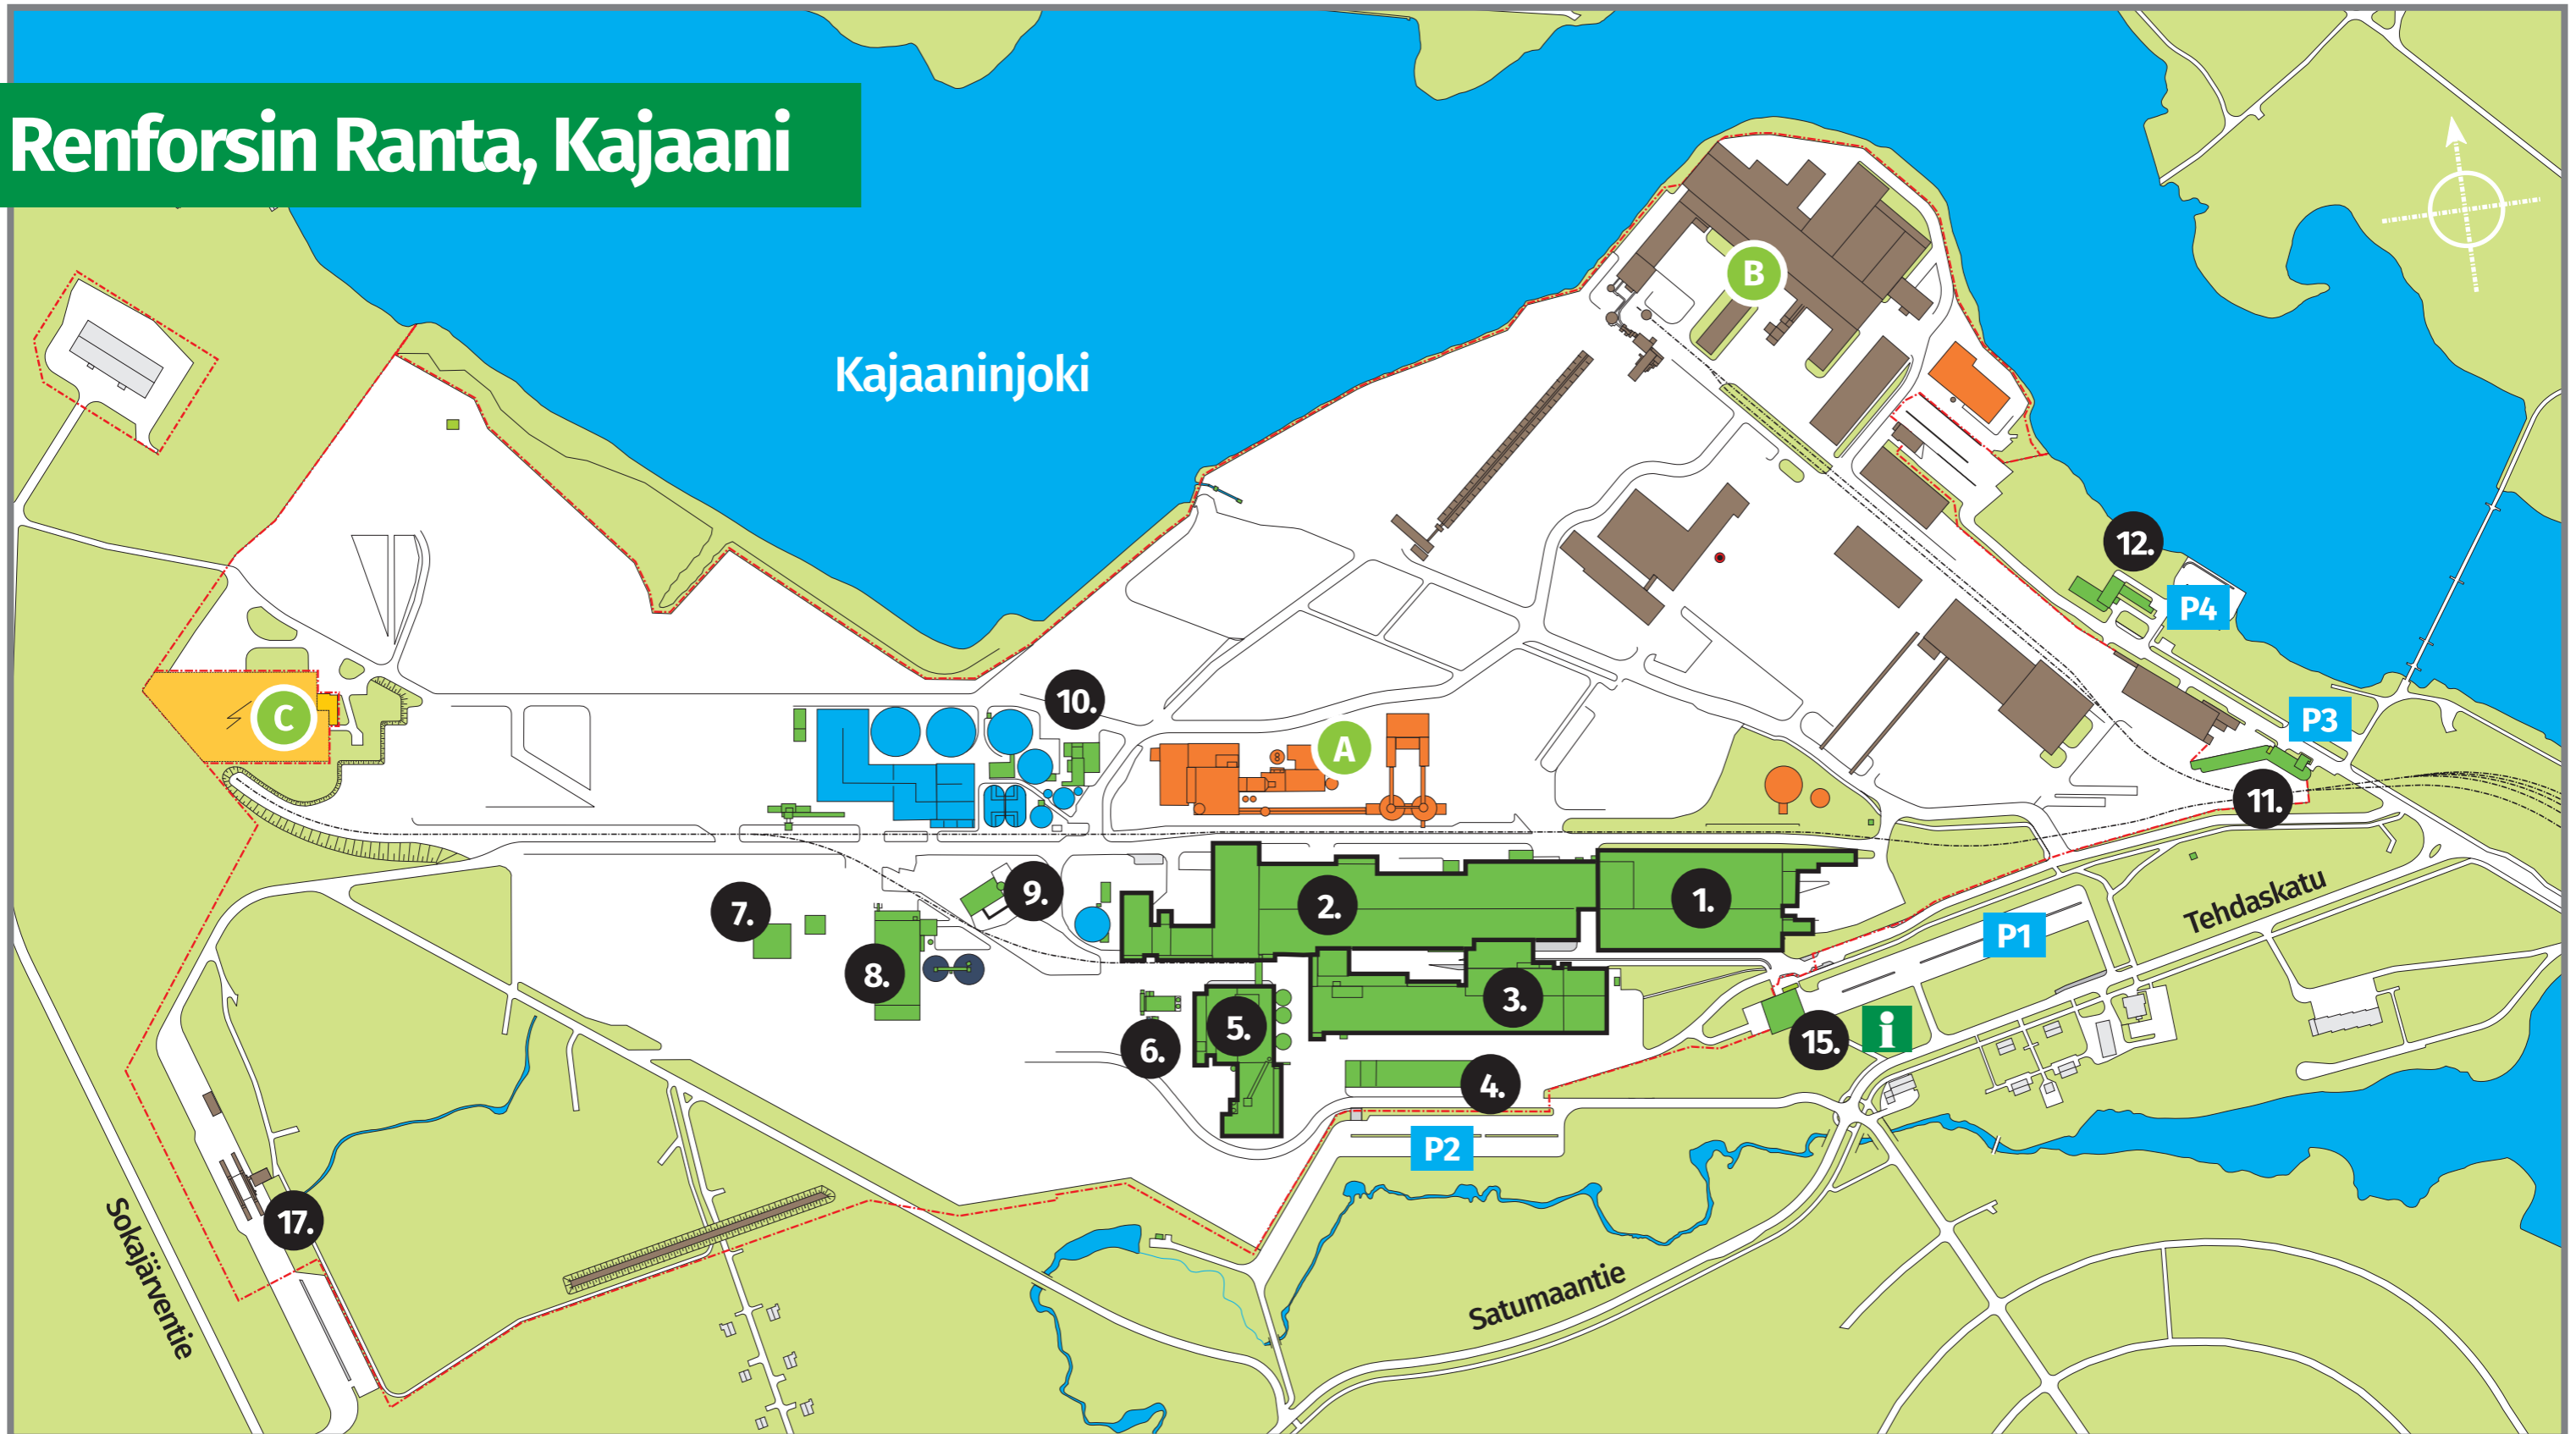 Renforsin Ranta, Kajaani
Kajaaninjoki
B
12.
P4
P3
C
10.
A
11.
7.
9.
2.
1.
P1
Tehdaskatu
8.
3.
5.
6.
15.
i
4.
P2
17.
Sokajärventie
Satumaantie